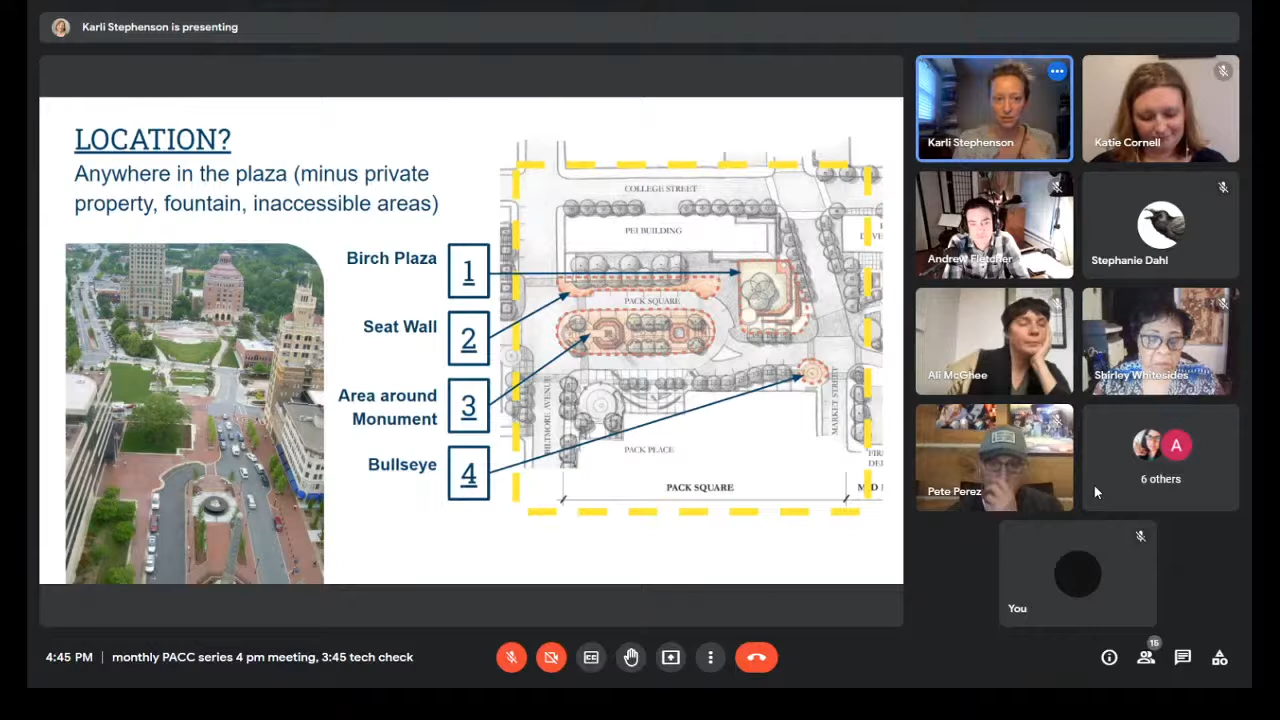 Karli Stephenson is presenting
LOCATION?
Anywhere in the plaza (minus private
property, fountain, inaccessible areas)
Birch Plaza
1
Seat Wall
2
Area around
Monument
3
Bullseye
4
COLLEGE STREET
PEI BUILDING
PACK SQUARE
MARKET STREET
PACK PLACE
PACK SQUARE
Karli Stephenson
Katie Cornell
Andrew Fletcher
Stephanie Dahl
Ali McGhee
Shirley Whitesides
Pete Perez
A
6 others
You
4:45 PM | monthly PACC series 4 pm meeting, 3:45 tech check
CC
15